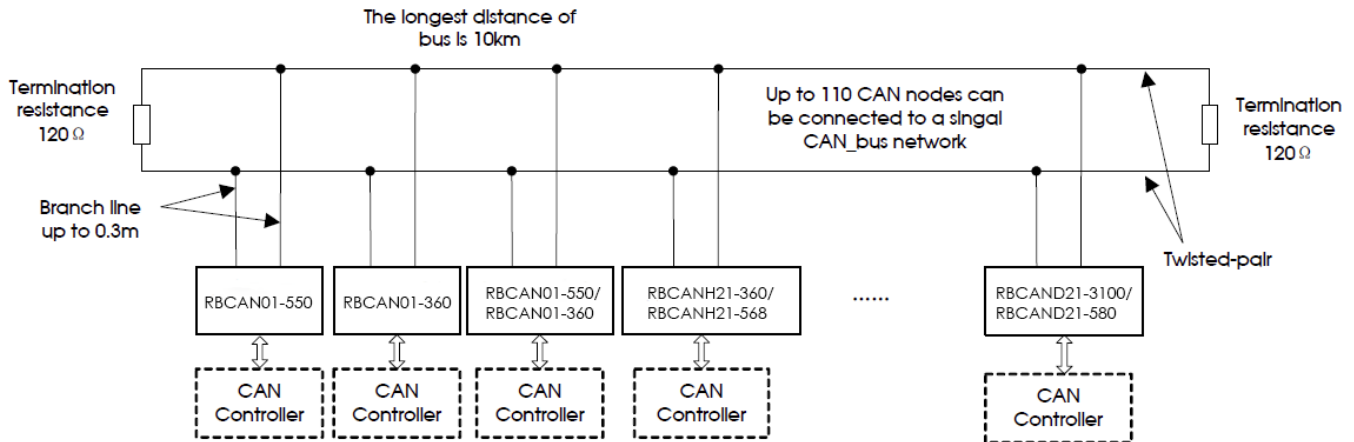 The longest distance of
bus is 10km
Termination
resistance
120Ω
Up to 110 CAN nodes can
be connected to a singal
CAN_bus network
Termination
resistance
120Ω
Branch line
up to 0.3m
Twisted-pair
RBCAN01-550
RBCAN01-360
RBCAN01-550/
RBCAN01-360
RBCANH21-360/
RBCANH21-568
......
RBCAND21-3100/
RBCAND21-580
CAN
Controller
CAN
Controller
CAN
Controller
CAN
Controller
CAN
Controller